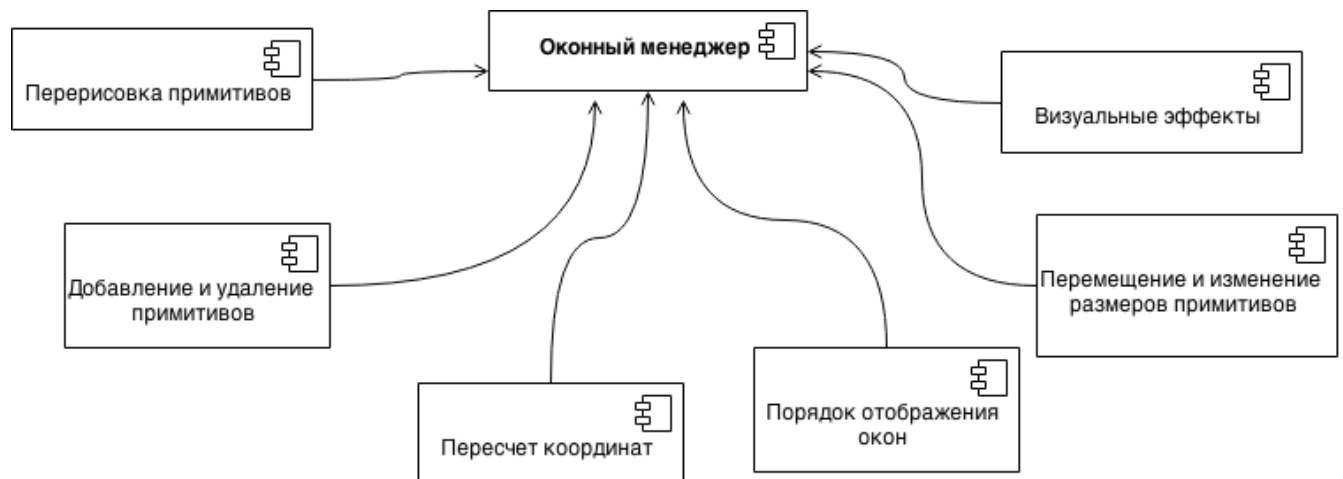 Оконный менеджер
Перерисовка примитивов
Визуальные эффекты
Добавление и удаление
примитивов
Перемещение и изменение
размеров примитивов
Пересчет координат
Порядок отображения
окон